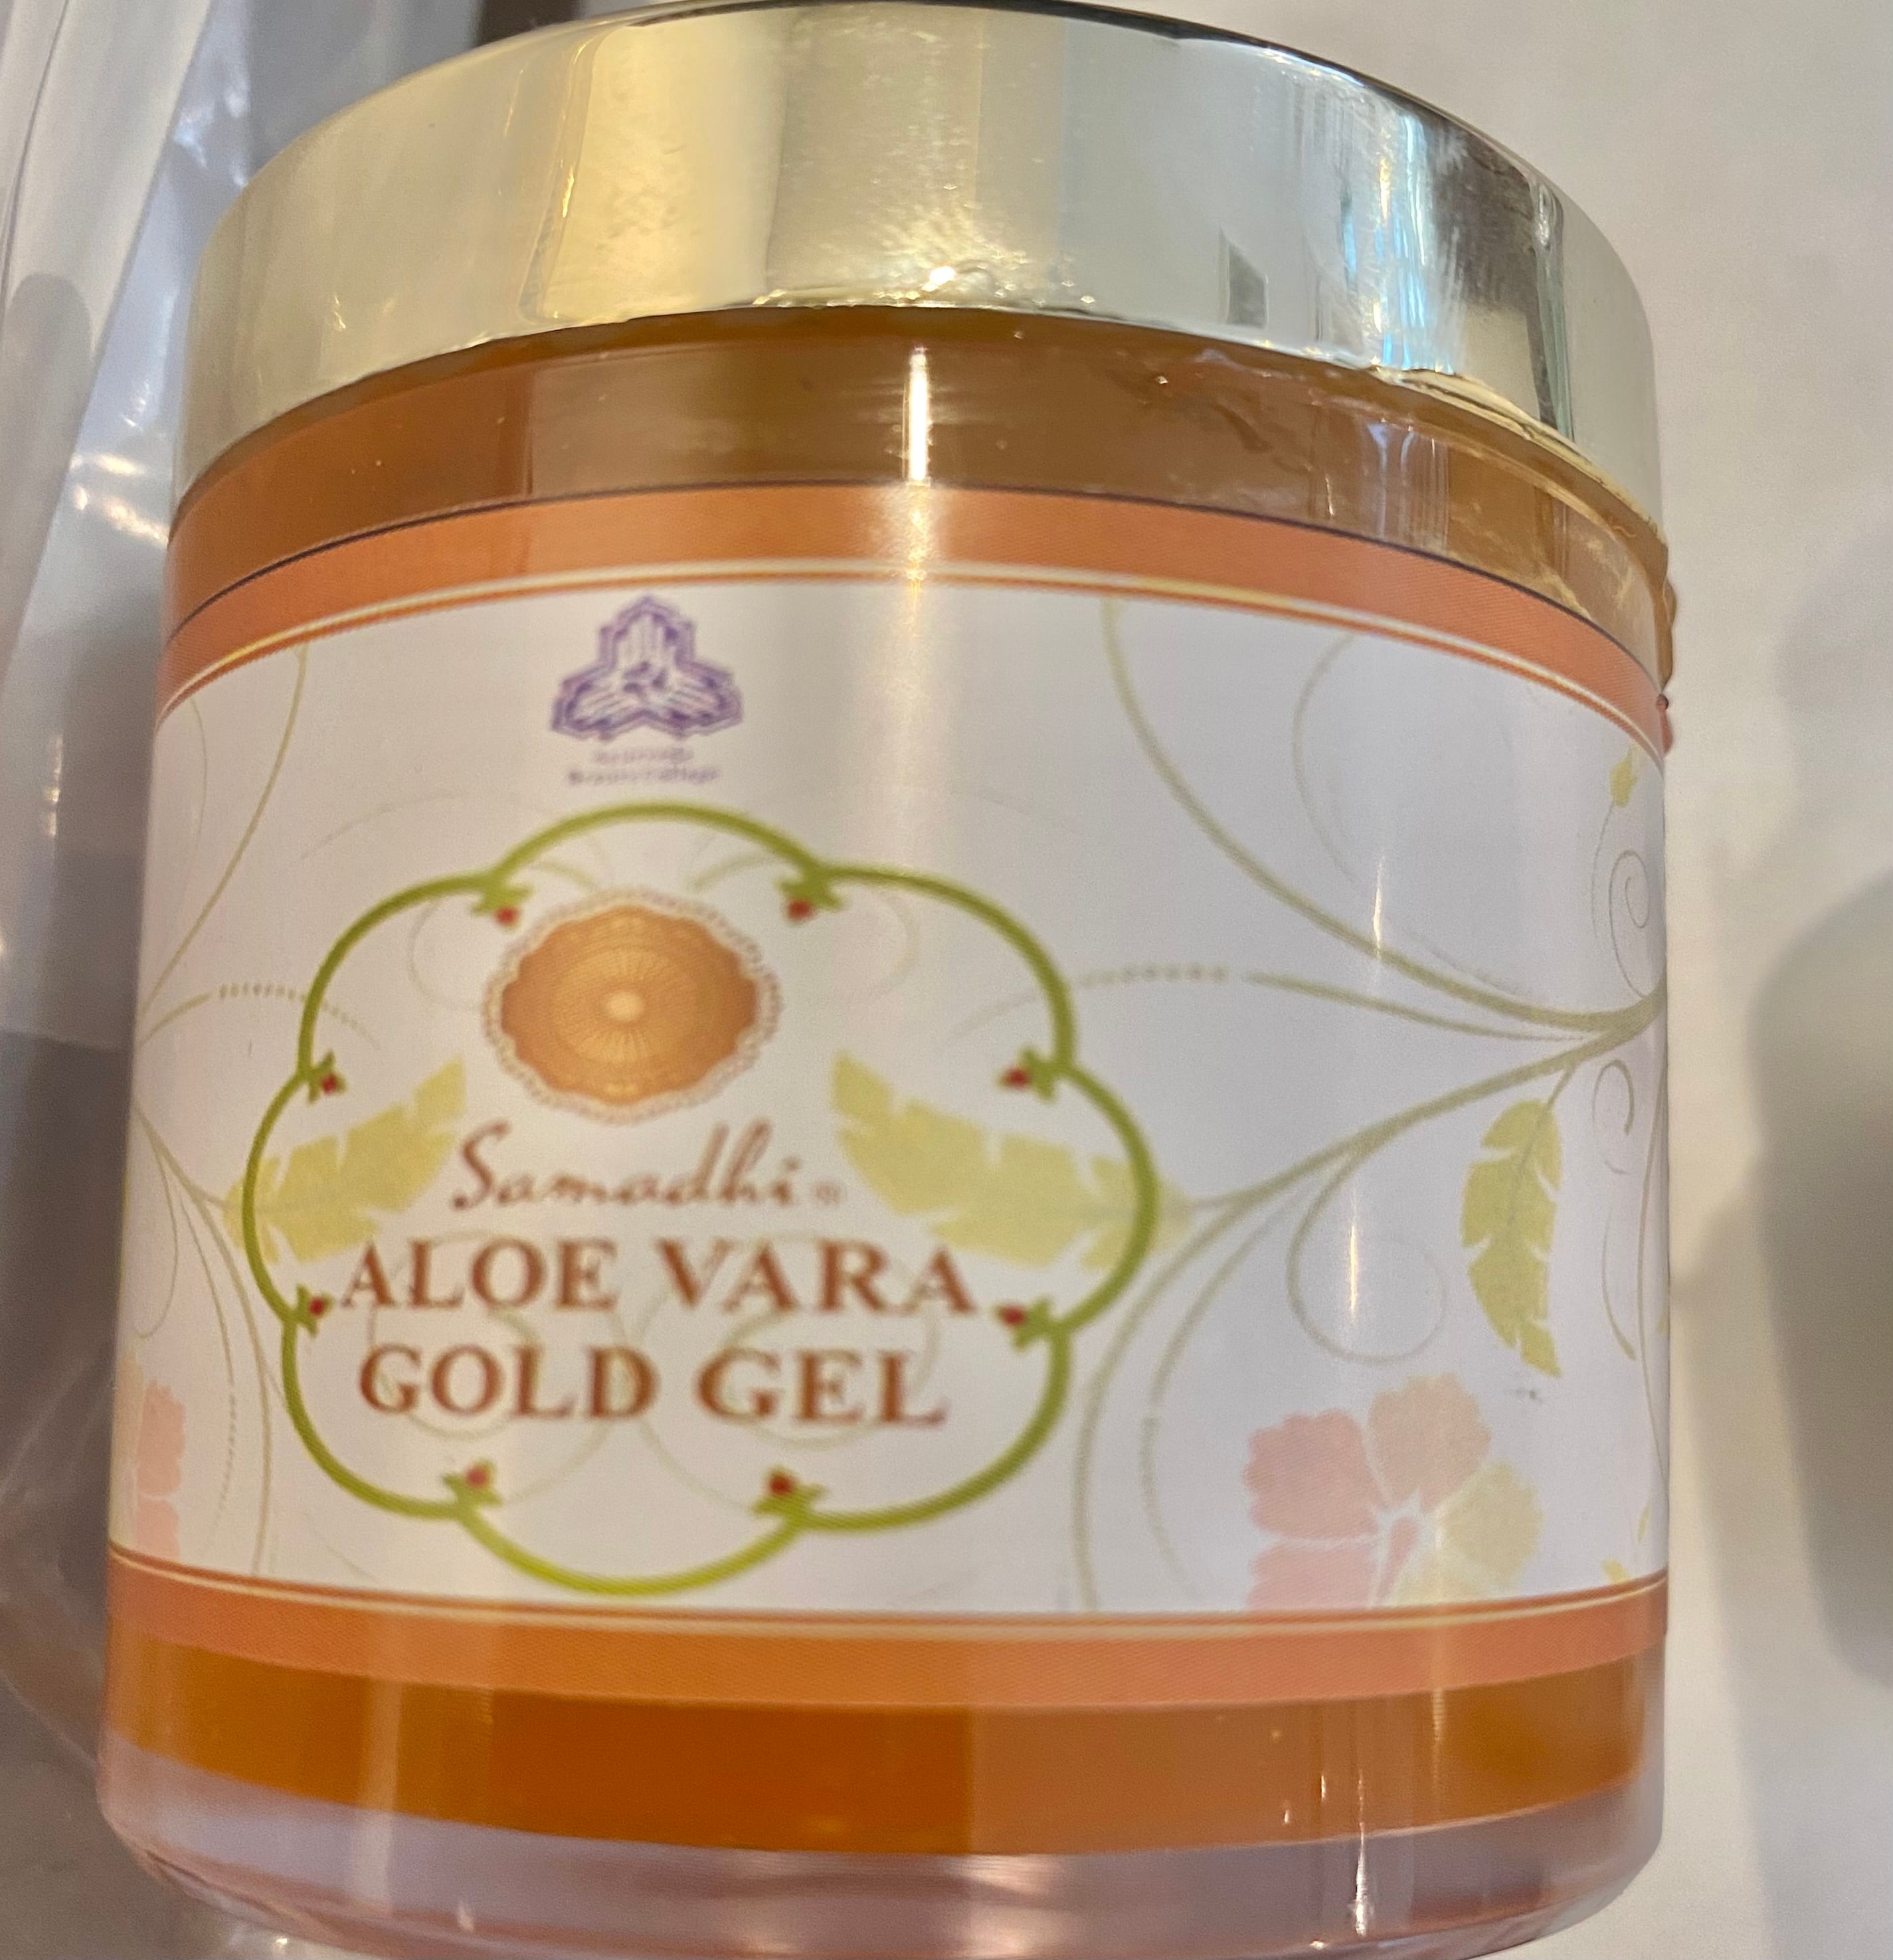 Samadhi ®
ALOE VARA
GOLD GEL